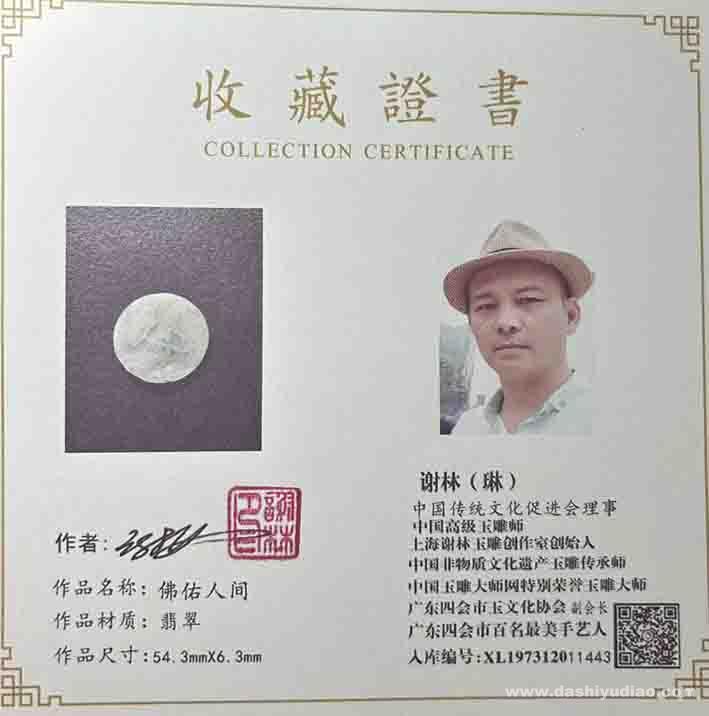 收藏證書
COLLECTION CERTIFICATE
谢林（琳）
中国传统文化促进会理事
中国高级玉雕师
上海谢林玉雕创作室创始人
中国非物质文化遗产玉雕传承师
中国玉雕大师网特别荣誉玉雕大师
广东四会市玉文化协会 副会长
广东四会市百名最美手艺人
入库编号：XL197312011443
作者：
作品名称：佛佑人间
作品材质：翡翠
作品尺寸：54.3mmX6.3mm
www.dashiyudiao.com